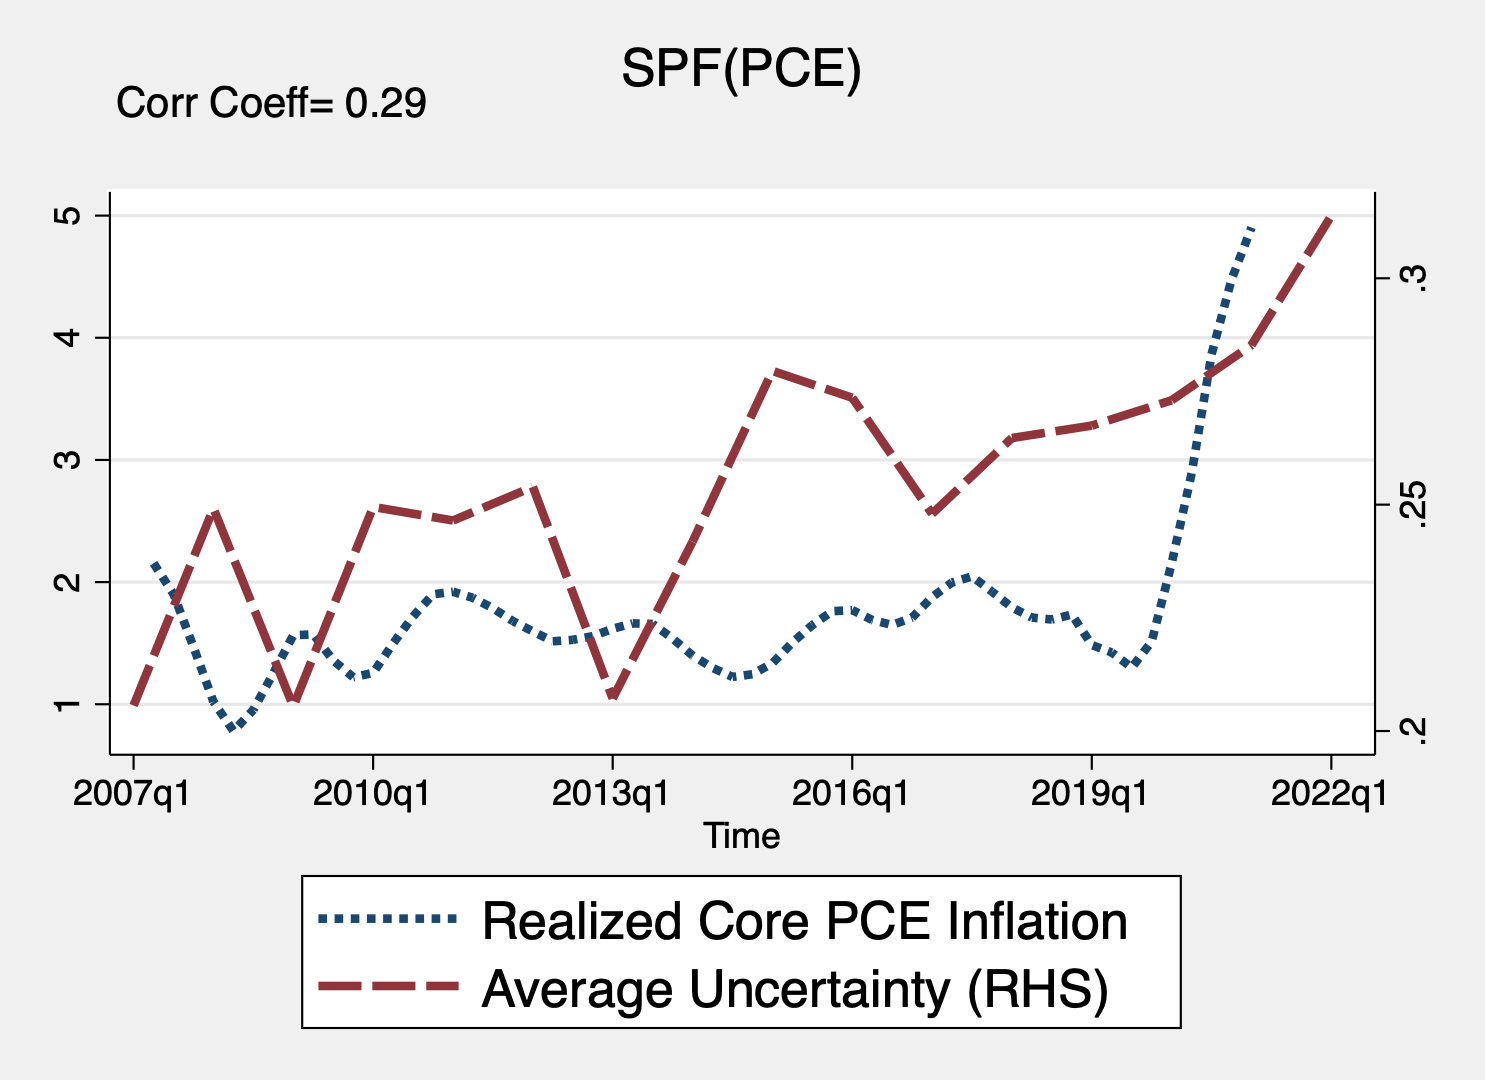 SPF(PCE)
Corr Coeff= 0.29
5
4
3
2
1
.3
.25
.2
2007q1 2010q1 2013q1 2016q1 2019q1 2022q1
Time
Realized Core PCE Inflation
Average Uncertainty (RHS)